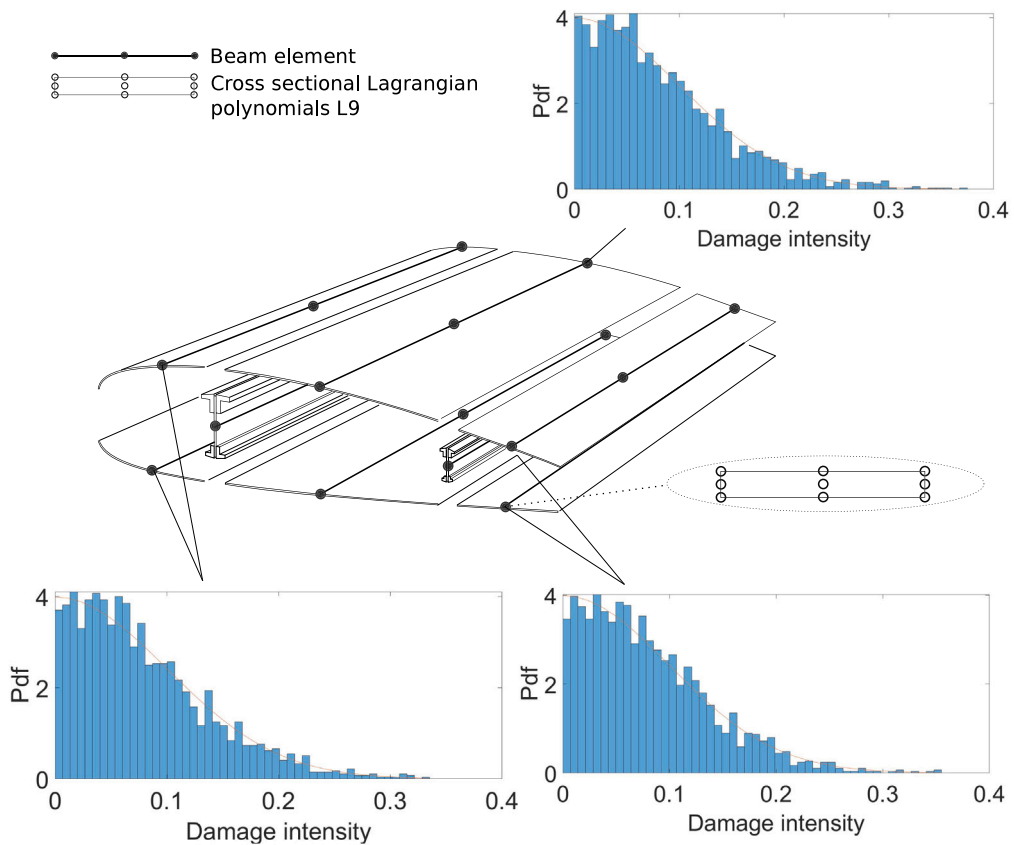 Beam element
Cross sectional Lagrangian
polynomials L9
4
2
0
Pdf
0 0.1 0.2 0.3 0.4
Damage intensity
4
2
0
Pdf
0 0.1 0.2 0.3 0.4
Damage intensity
4
2
0
Pdf
0 0.1 0.2 0.3 0.4
Damage intensity